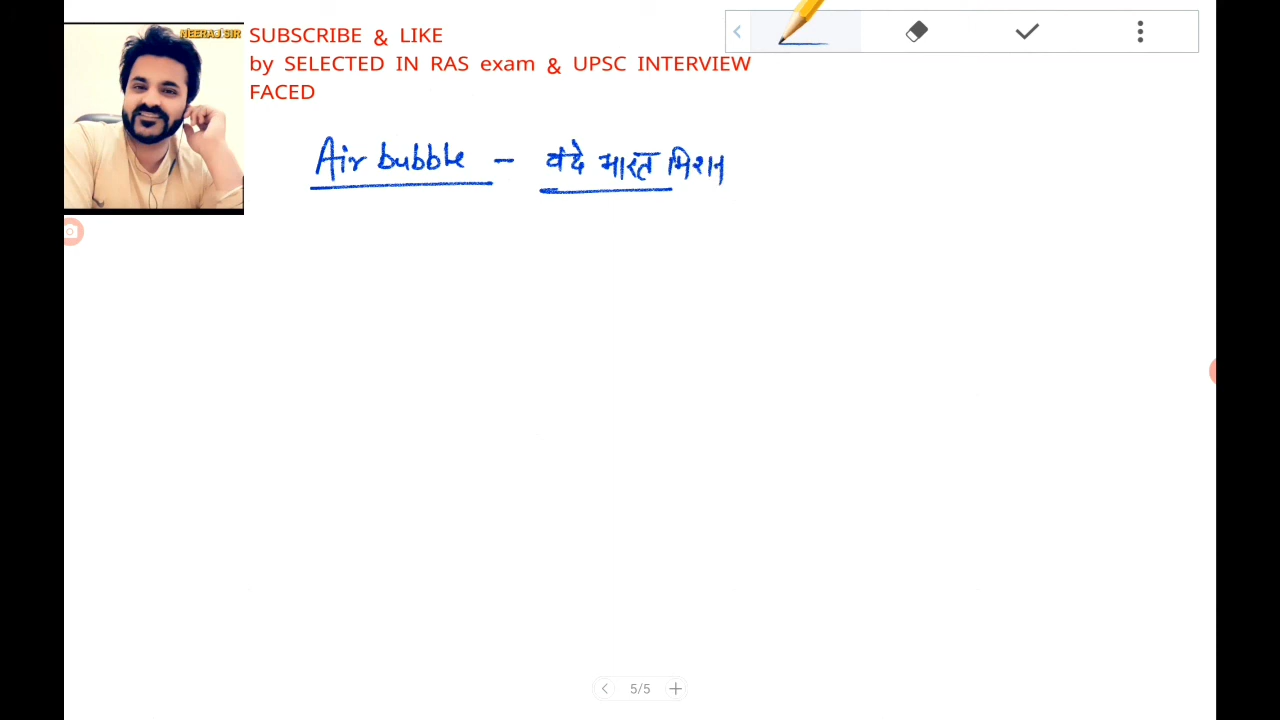 NEERAJ SIR
SUBSCRIBE & LIKE
by SELECTED IN RAS exam & UPSC INTERVIEW
FACED
Air bubble - वंदे भारत मिशन
5/5